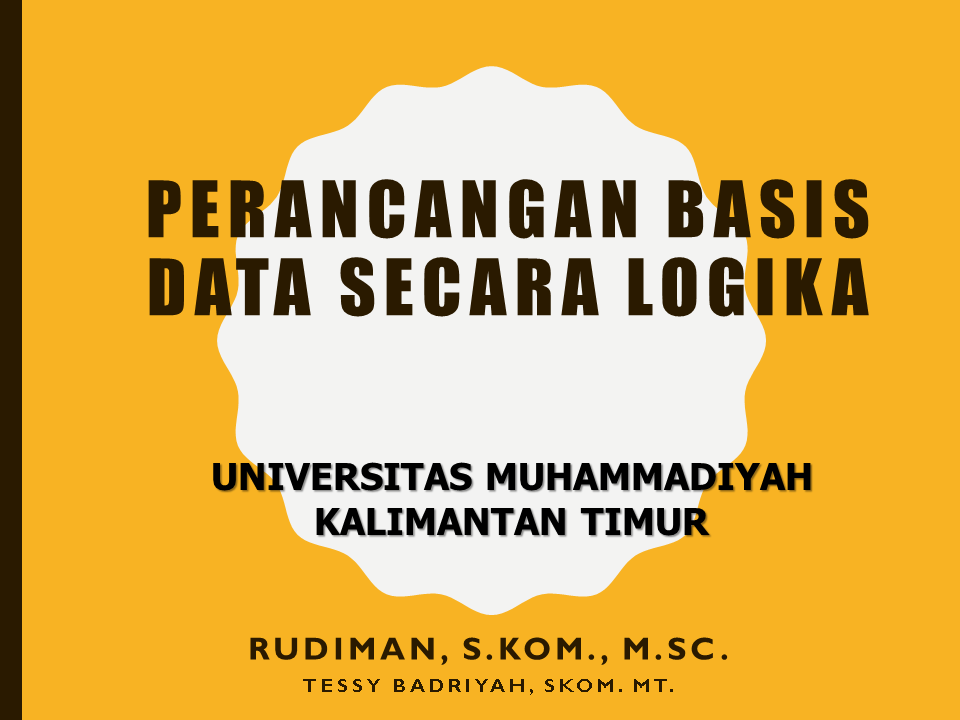 PERANCANGAN BASIS
DATA SECARA LOGIKA
UNIVERSITAS MUHAMMADIYAH
KALIMANTAN TIMUR
RUDIMAN, S.KOM., M.SC.
TESSY BADRIYAH, SKOM. MT.